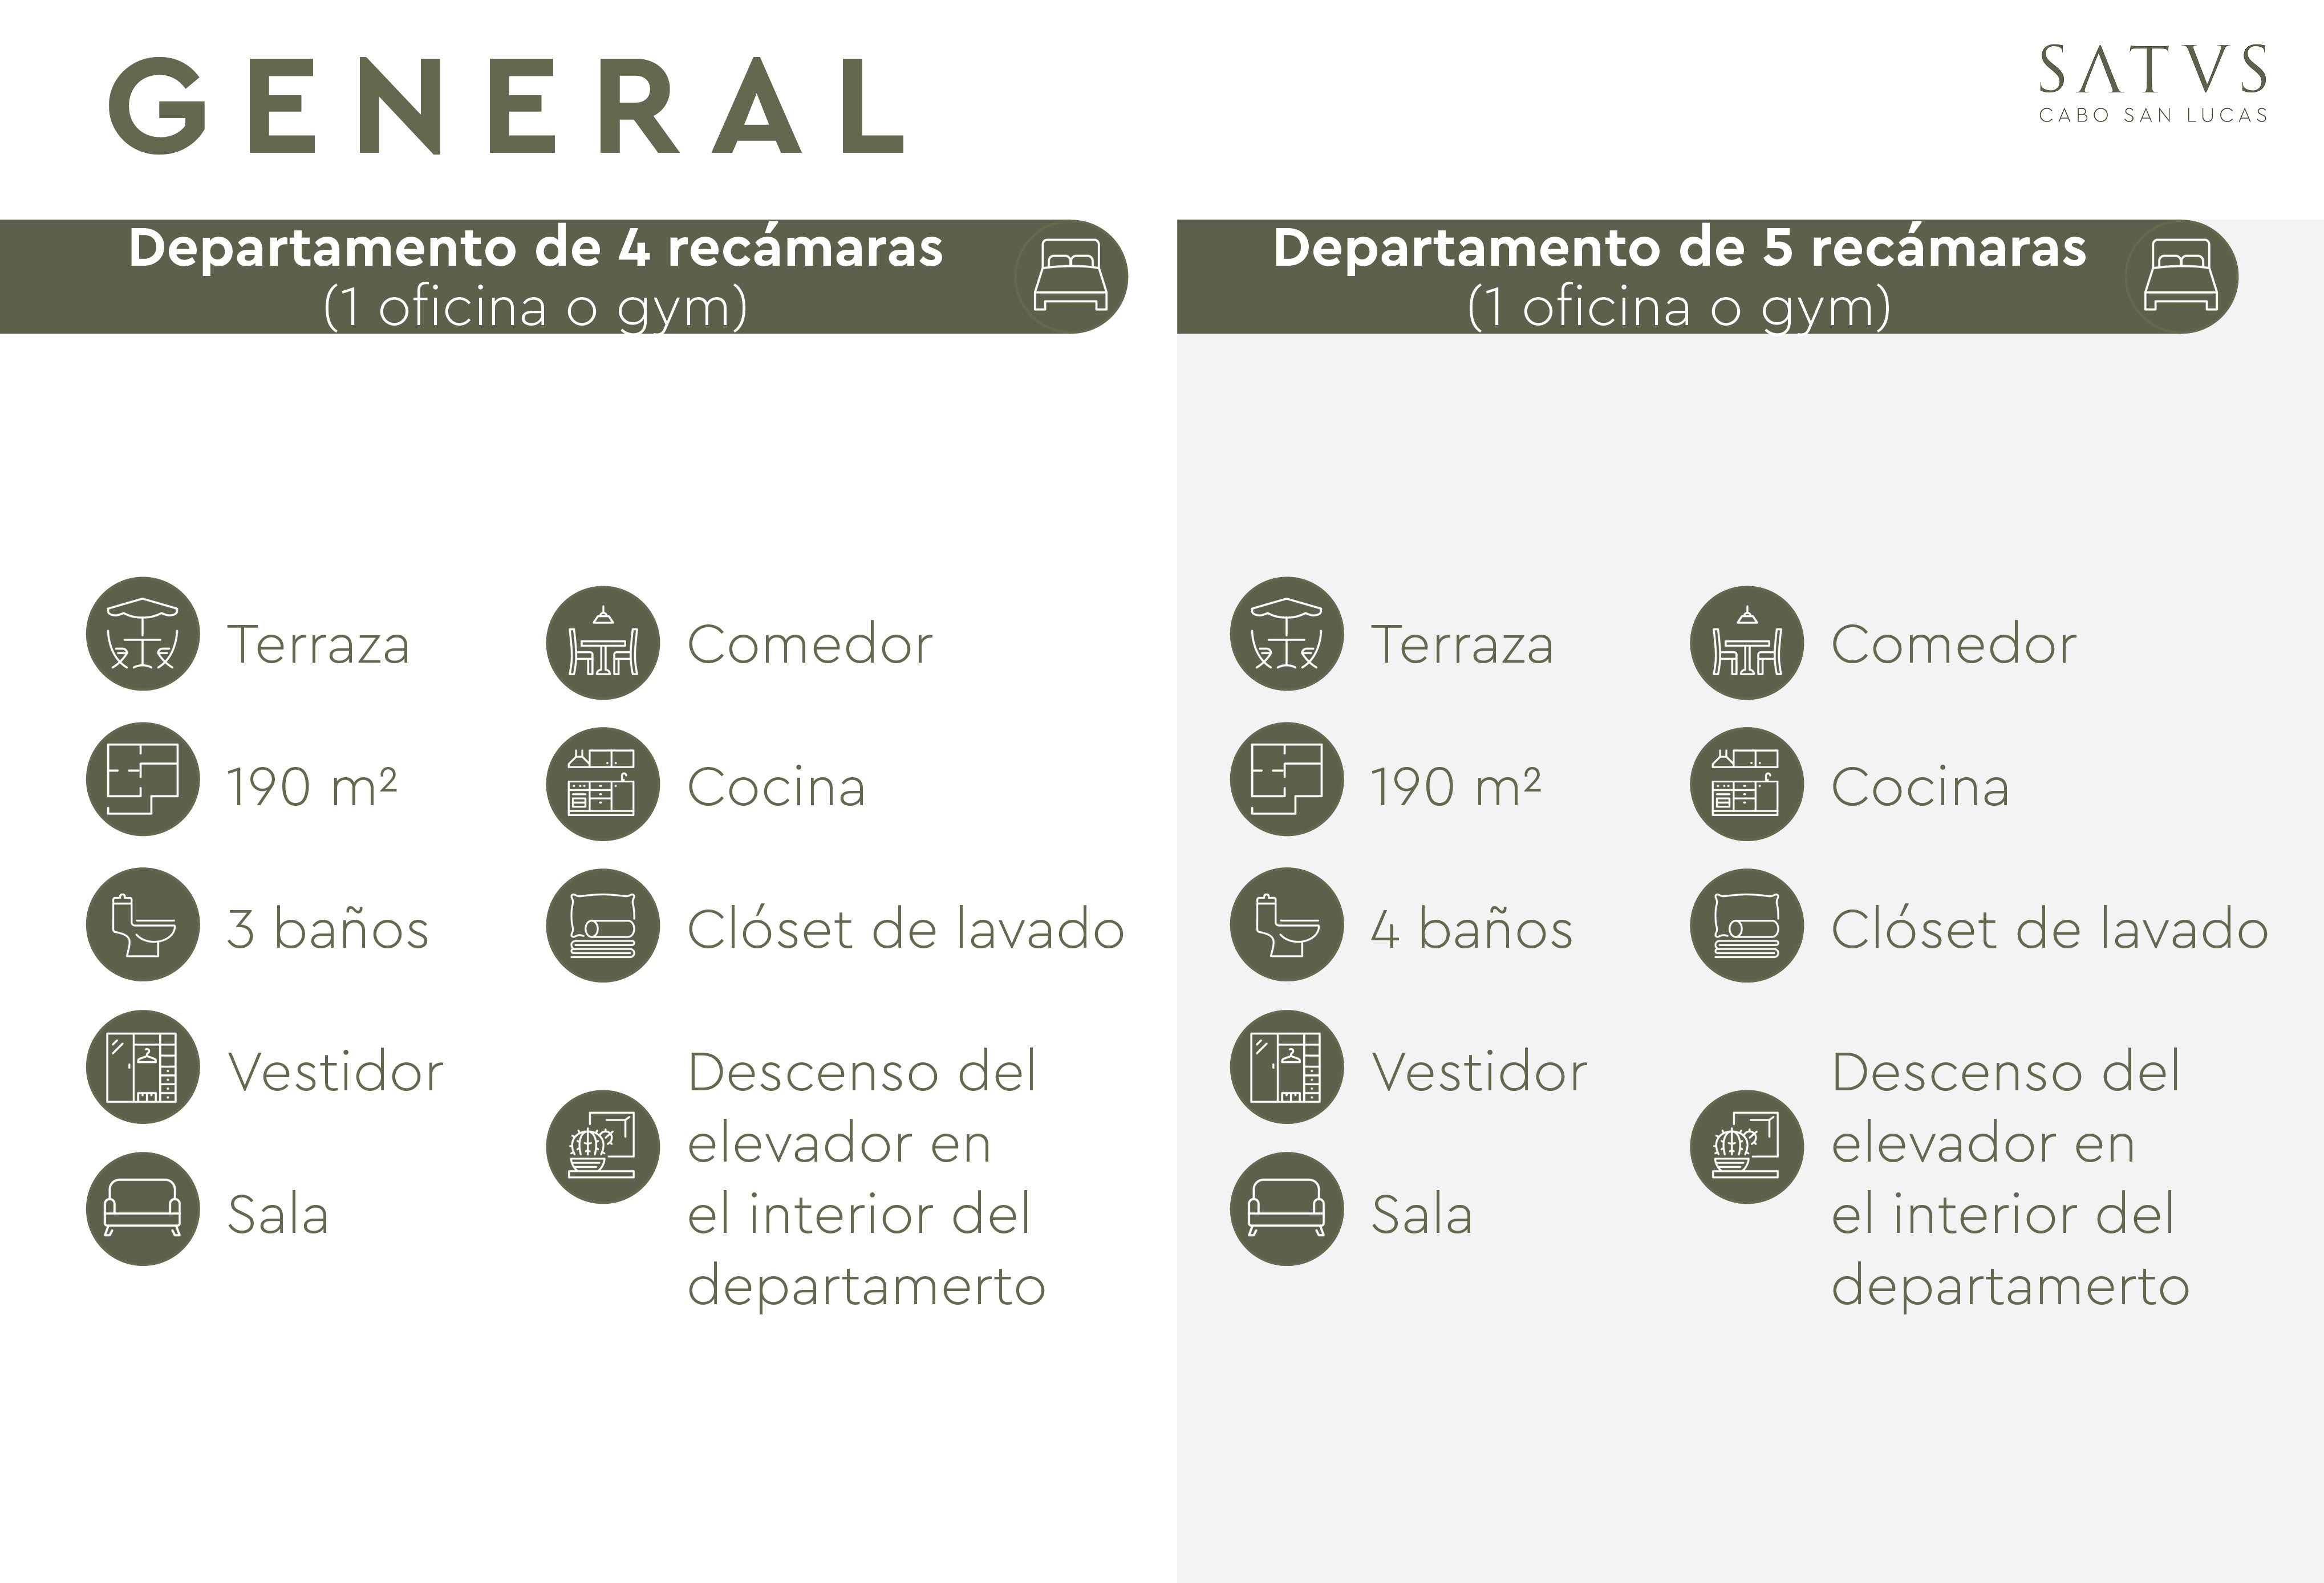 GENERAL
SATVS
CABO SAN LUCAS
Departamento de 4 recámaras
(1 oficina o gym)
Terraza
190 m²
3 baños
Vestidor
Sala
Comedor
Cocina
Clóset de lavado
Descenso del
elevador en
el interior del
departamerto
Departamento de 5 recámaras
(1 oficina o gym)
Terraza
190 m²
4 baños
Vestidor
Sala
Comedor
Cocina
Clóset de lavado
Descenso del
elevador en
el interior del
departamerto